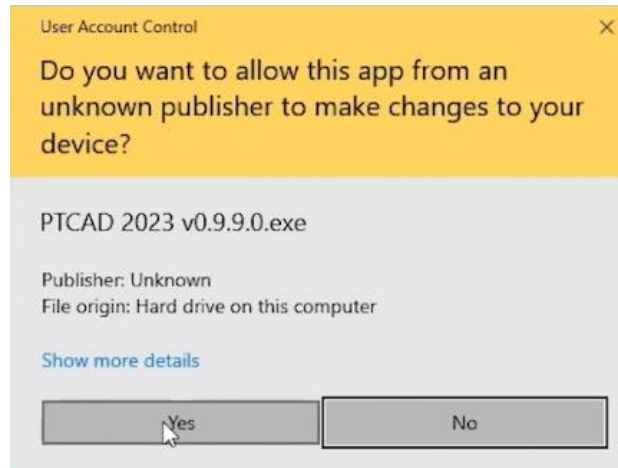 User Account Control
Do you want to allow this app from an
unknown publisher to make changes to your
device?
PTCAD 2023 v0.9.9.0.exe
Publisher: Unknown
File origin: Hard drive on this computer
Show more details
Yes
No